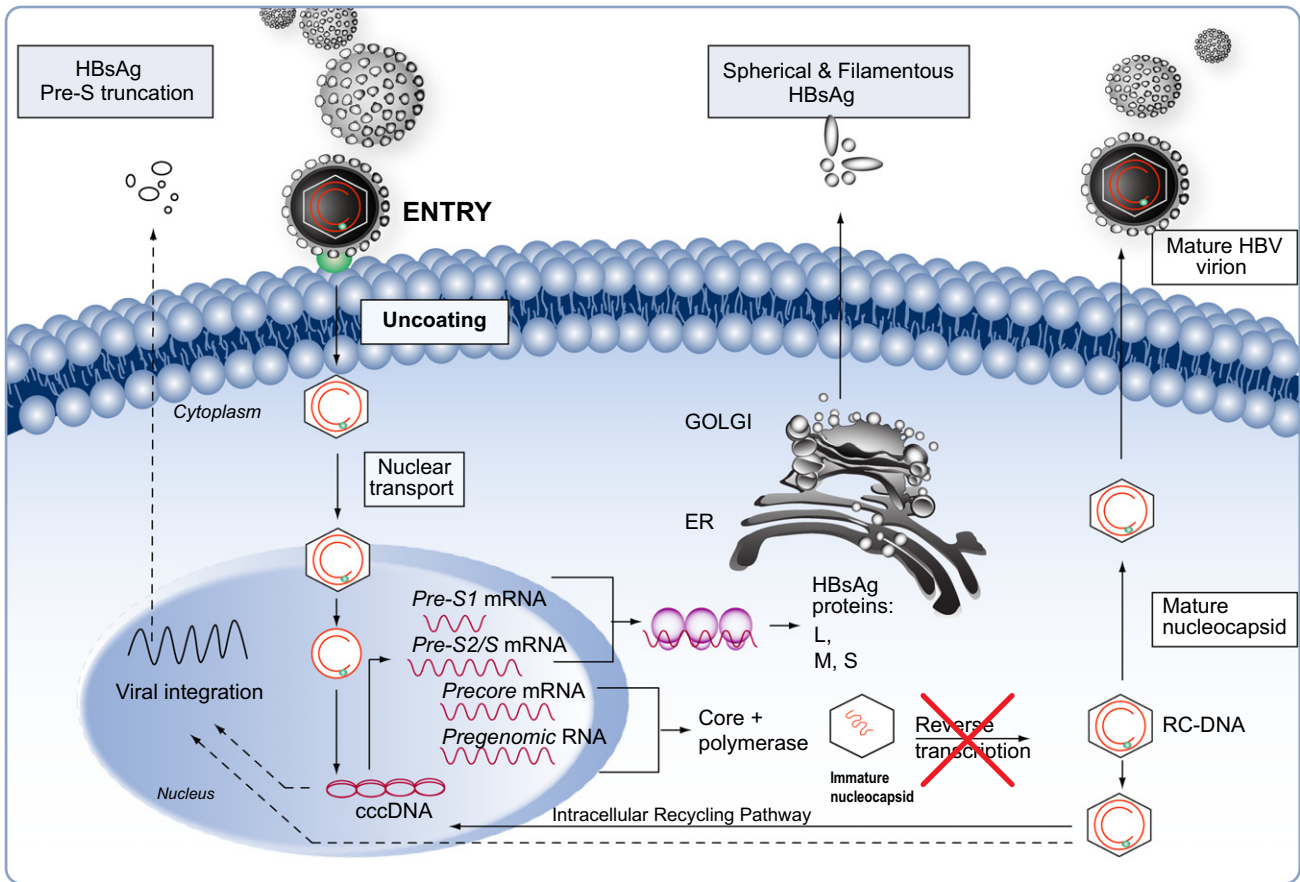 HBsAg
Pre-S truncation
Spherical & Filamentous
HBsAg
ENTRY
Mature HBV
virion
Uncoating
Cytoplasm
GOLGI
Nuclear
transport
ER
HBsAg
proteins:
L,
M, S
Pre-S1 mRNA
Pre-S2/S mRNA
Mature
nucleocapsid
Viral integration
Precore mRNA
Pregenomic RNA
Core +
polymerase
Reverse
transcription
RC-DNA
Immature
nucleocapsid
Nucleus
cccDNA
Intracellular Recycling Pathway